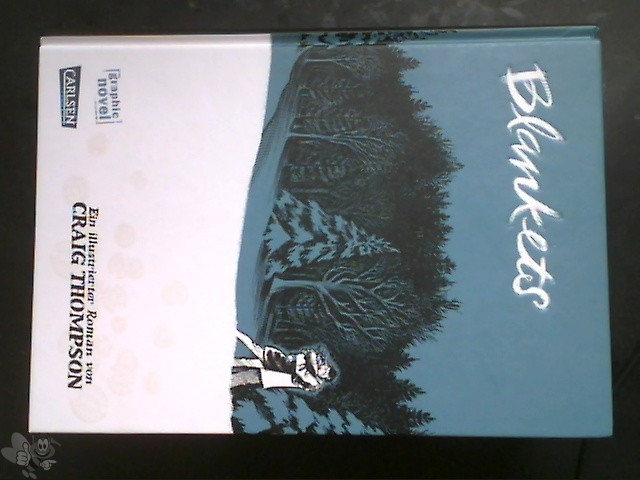 Blankets
Ein illustrierter Roman von
CRAIG THOMPSON
graphic
novel
CARLSEN